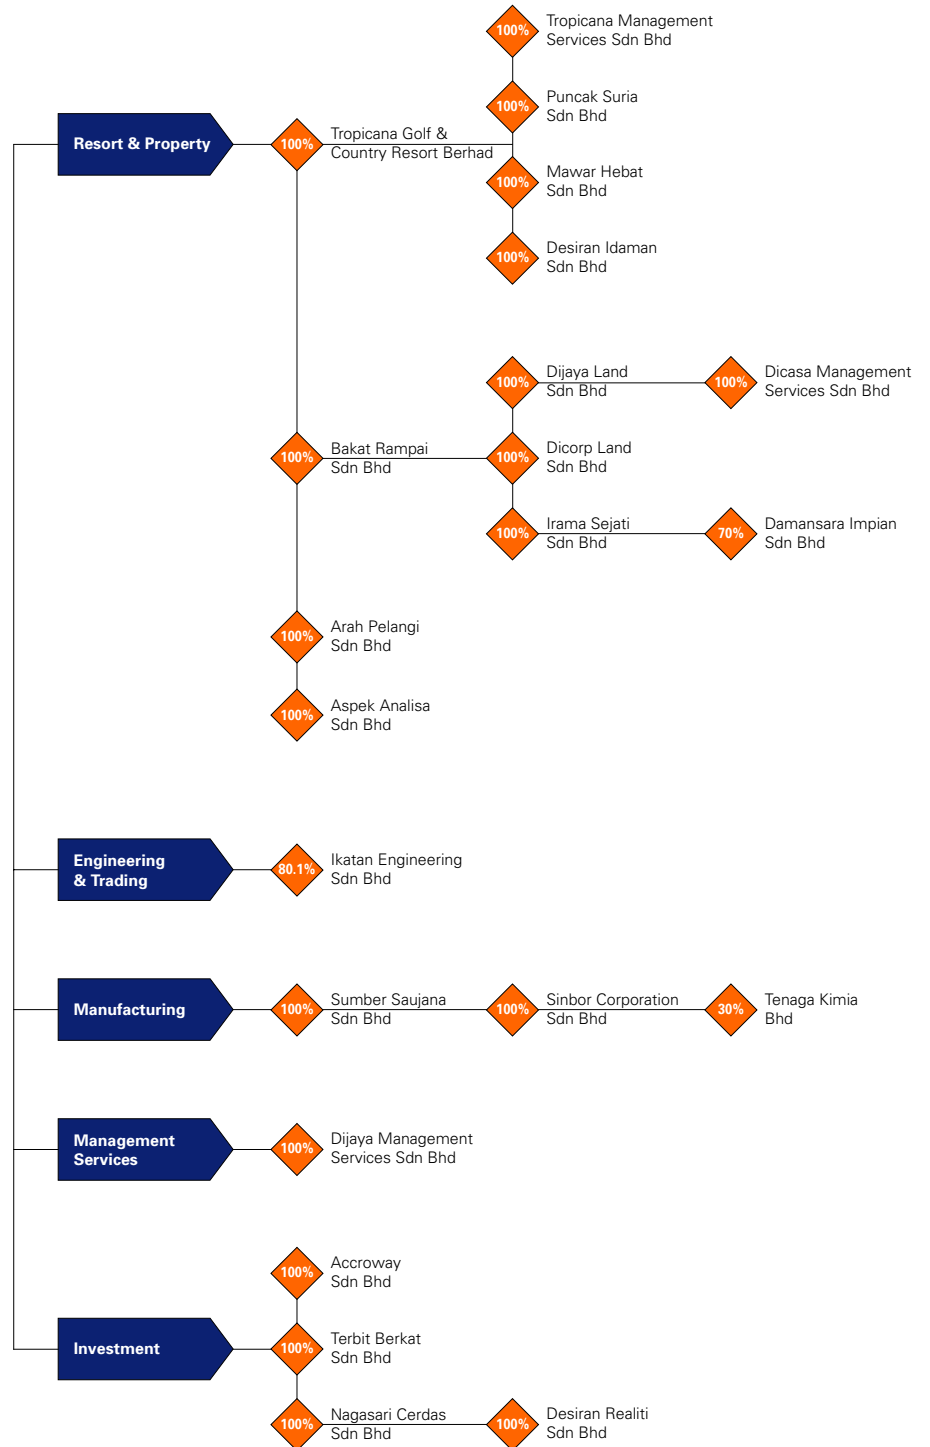 100%
Tropicana Management
Services Sdn Bhd
100%
Puncak Suria
Sdn Bhd
Resort & Property
100%
Tropicana Golf &
Country Resort Berhad
100%
Mawar Hebat
Sdn Bhd
100%
Desiran Idaman
Sdn Bhd
100%
Dijaya Land
Sdn Bhd
100%
Dicasa Management
Services Sdn Bhd
100%
Bakat Rampai
Sdn Bhd
100%
Dicorp Land
Sdn Bhd
100%
Irama Sejati
Sdn Bhd
70%
Damansara Impian
Sdn Bhd
100%
Arah Pelangi
Sdn Bhd
100%
Aspek Analisa
Sdn Bhd
Engineering
& Trading
80.1%
Ikatan Engineering
Sdn Bhd
Manufacturing
100%
Sumber Saujana
Sdn Bhd
100%
Sinbor Corporation
Sdn Bhd
30%
Tenaga Kimia
Bhd
Management
Services
100%
Dijaya Management
Services Sdn Bhd
100%
Accroway
Sdn Bhd
Investment
100%
Terbit Berkat
Sdn Bhd
100%
Nagasari Cerdas
Sdn Bhd
100%
Desiran Realiti
Sdn Bhd